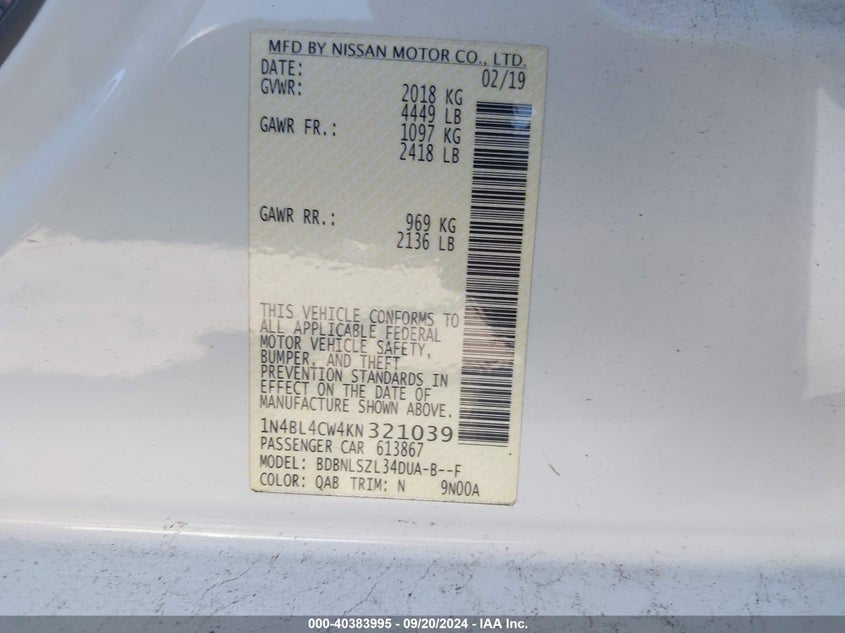 MFD BY NISSAN MOTOR CO., LTD.
DATE: 02/19
GVWR: 2018 KG
4449 LB
GAWR FR.: 1097 KG
2418 LB
GAWR RR.: 969 KG
2136 LB
THIS VEHICLE CONFORMS TO
ALL APPLICABLE FEDERAL
MOTOR VEHICLE SAFETY,
BUMPER, AND THEFT
PREVENTION STANDARDS IN
EFFECT ON THE DATE OF
MANUFACTURE SHOWN ABOVE.
1N4BL4CW4KN321039
PASSENGER CAR 613867
MODEL: BDBNLSZL34DUA-B--F
COLOR: QAB TRIM: N 9N00A
000-40383995 - 09/20/2024 - IAA Inc.